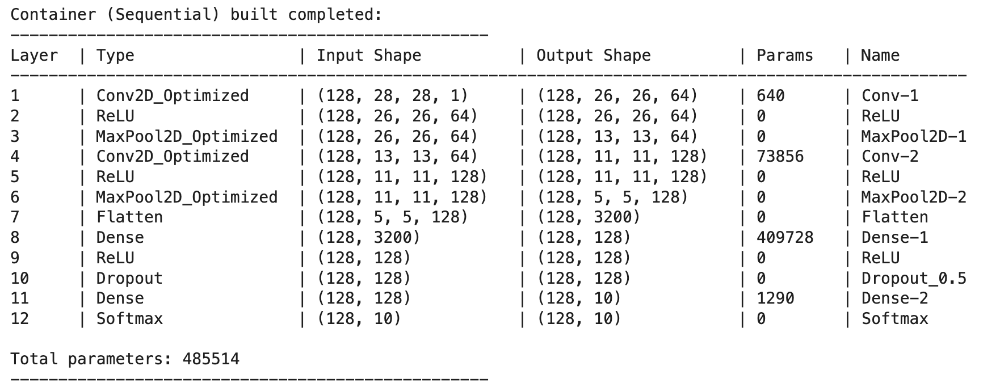 Container (Sequential) built completed:
--------------------------------------------------
Layer  | Type                  | Input Shape          | Output Shape         | Params   | Name
----------------------------------------------------------------------------------------------------
1      | Conv2D_Optimized     | (128, 28, 28, 1)     | (128, 26, 26, 64)    | 640      | Conv-1
2      | ReLU                 | (128, 26, 26, 64)    | (128, 26, 26, 64)    | 0        | ReLU
3      | MaxPool2D_Optimized  | (128, 26, 26, 64)    | (128, 13, 13, 64)    | 0        | MaxPool2D-1
4      | Conv2D_Optimized     | (128, 13, 13, 64)    | (128, 11, 11, 128)   | 73856    | Conv-2
5      | ReLU                 | (128, 11, 11, 128)   | (128, 11, 11, 128)   | 0        | ReLU
6      | MaxPool2D_Optimized  | (128, 11, 11, 128)   | (128, 5, 5, 128)     | 0        | MaxPool2D-2
7      | Flatten              | (128, 5, 5, 128)     | (128, 3200)          | 0        | Flatten
8      | Dense                | (128, 3200)          | (128, 128)           | 409728   | Dense-1
9      | ReLU                 | (128, 128)           | (128, 128)           | 0        | ReLU
10     | Dropout              | (128, 128)           | (128, 128)           | 0        | Dropout_0.5
11     | Dense                | (128, 128)           | (128, 10)            | 1290     | Dense-2
12     | Softmax              | (128, 10)            | (128, 10)            | 0        | Softmax
Total parameters: 485514
--------------------------------------------------